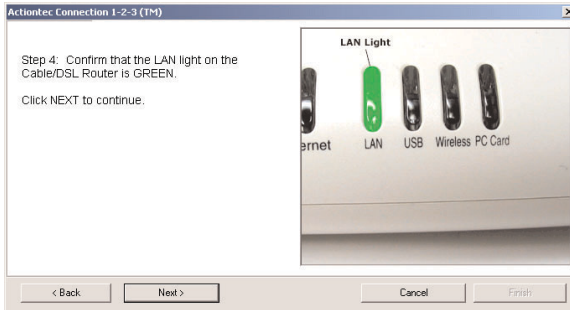 Actiontec Connection 1-2-3 (TM)
Step 4: Confirm that the LAN light on the
Cable/DSL Router is GREEN.
Click NEXT to continue.
LAN Light
ernet LAN USB Wireless PC Card
< Back Next > Cancel Finish